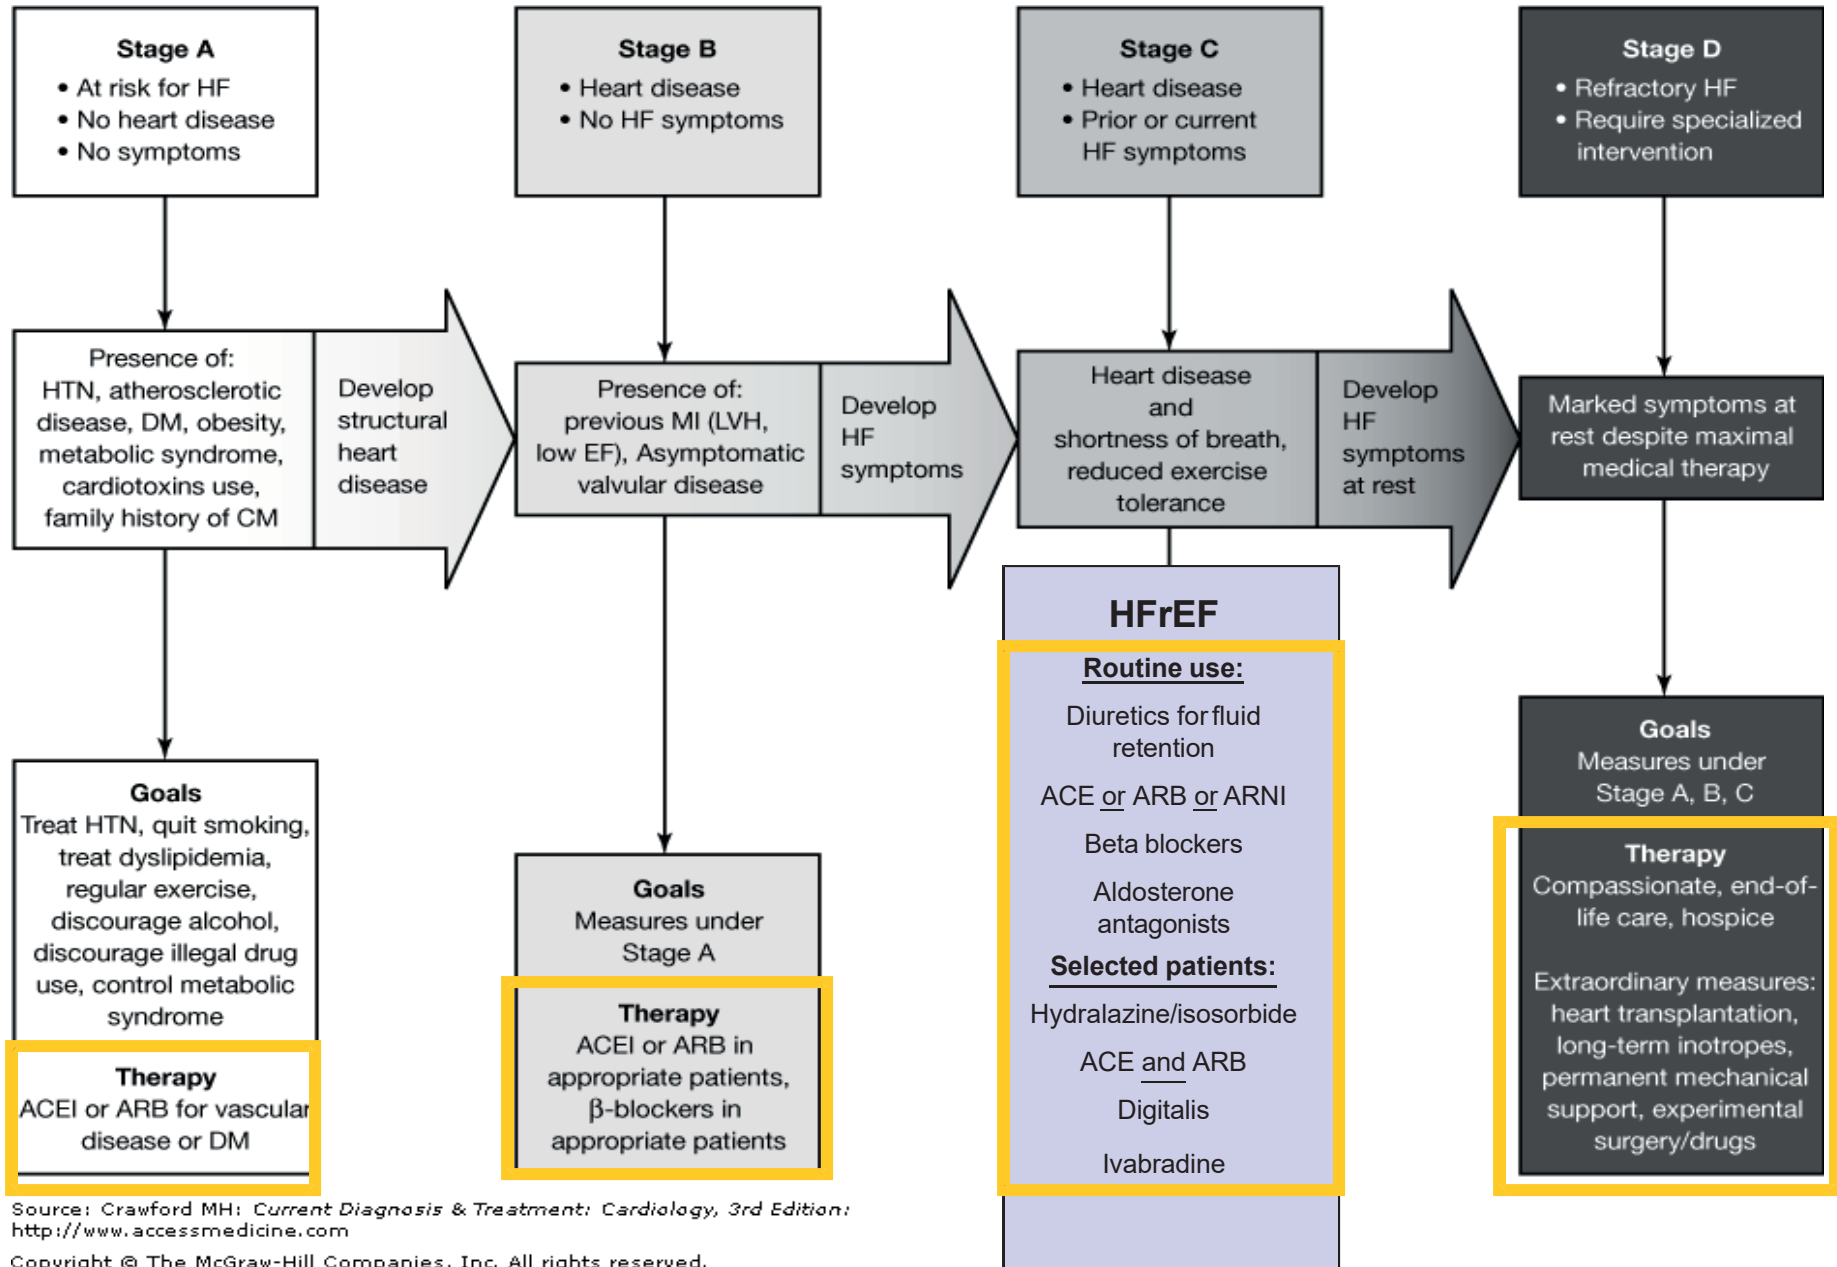 Stage A
• At risk for HF
• No heart disease
• No symptoms
Stage B
• Heart disease
• No HF symptoms
Stage C
• Heart disease
• Prior or current
HF symptoms
Stage D
• Refractory HF
• Require specialized
intervention
Presence of:
HTN, atherosclerotic
disease, DM, obesity,
metabolic syndrome,
cardiotoxins use,
family history of CM
Develop
structural
heart
disease
Presence of:
previous MI (LVH,
low EF), Asymptomatic
valvular disease
Develop
HF
symptoms
Heart disease
and
shortness of breath,
reduced exercise
tolerance
Develop
HF
symptoms
at rest
Marked symptoms at
rest despite maximal
medical therapy
Goals
Treat HTN, quit smoking,
treat dyslipidemia,
regular exercise,
discourage alcohol,
discourage illegal drug
use, control metabolic
syndrome
Therapy
ACEI or ARB for vascular
disease or DM
Goals
Measures under
Stage A
Therapy
ACEI or ARB in
appropriate patients,
β-blockers in
appropriate patients
HFrEF
Routine use:
Diuretics for fluid
retention
ACE or ARB or ARNI
Beta blockers
Aldosterone
antagonists
Selected patients:
Hydralazine/isosorbide
ACE and ARB
Digitalis
Ivabradine
Goals
Measures under
Stage A, B, C
Therapy
Compassionate, end-of-
life care, hospice
Extraordinary measures:
heart transplantation,
long-term inotropes,
permanent mechanical
support, experimental
surgery/drugs
Source: Crawford MH: Current Diagnosis & Treatment: Cardiology, 3rd Edition:
http://www.accessmedicine.com
Copyright © The McGraw-Hill Companies, Inc. All rights reserved.